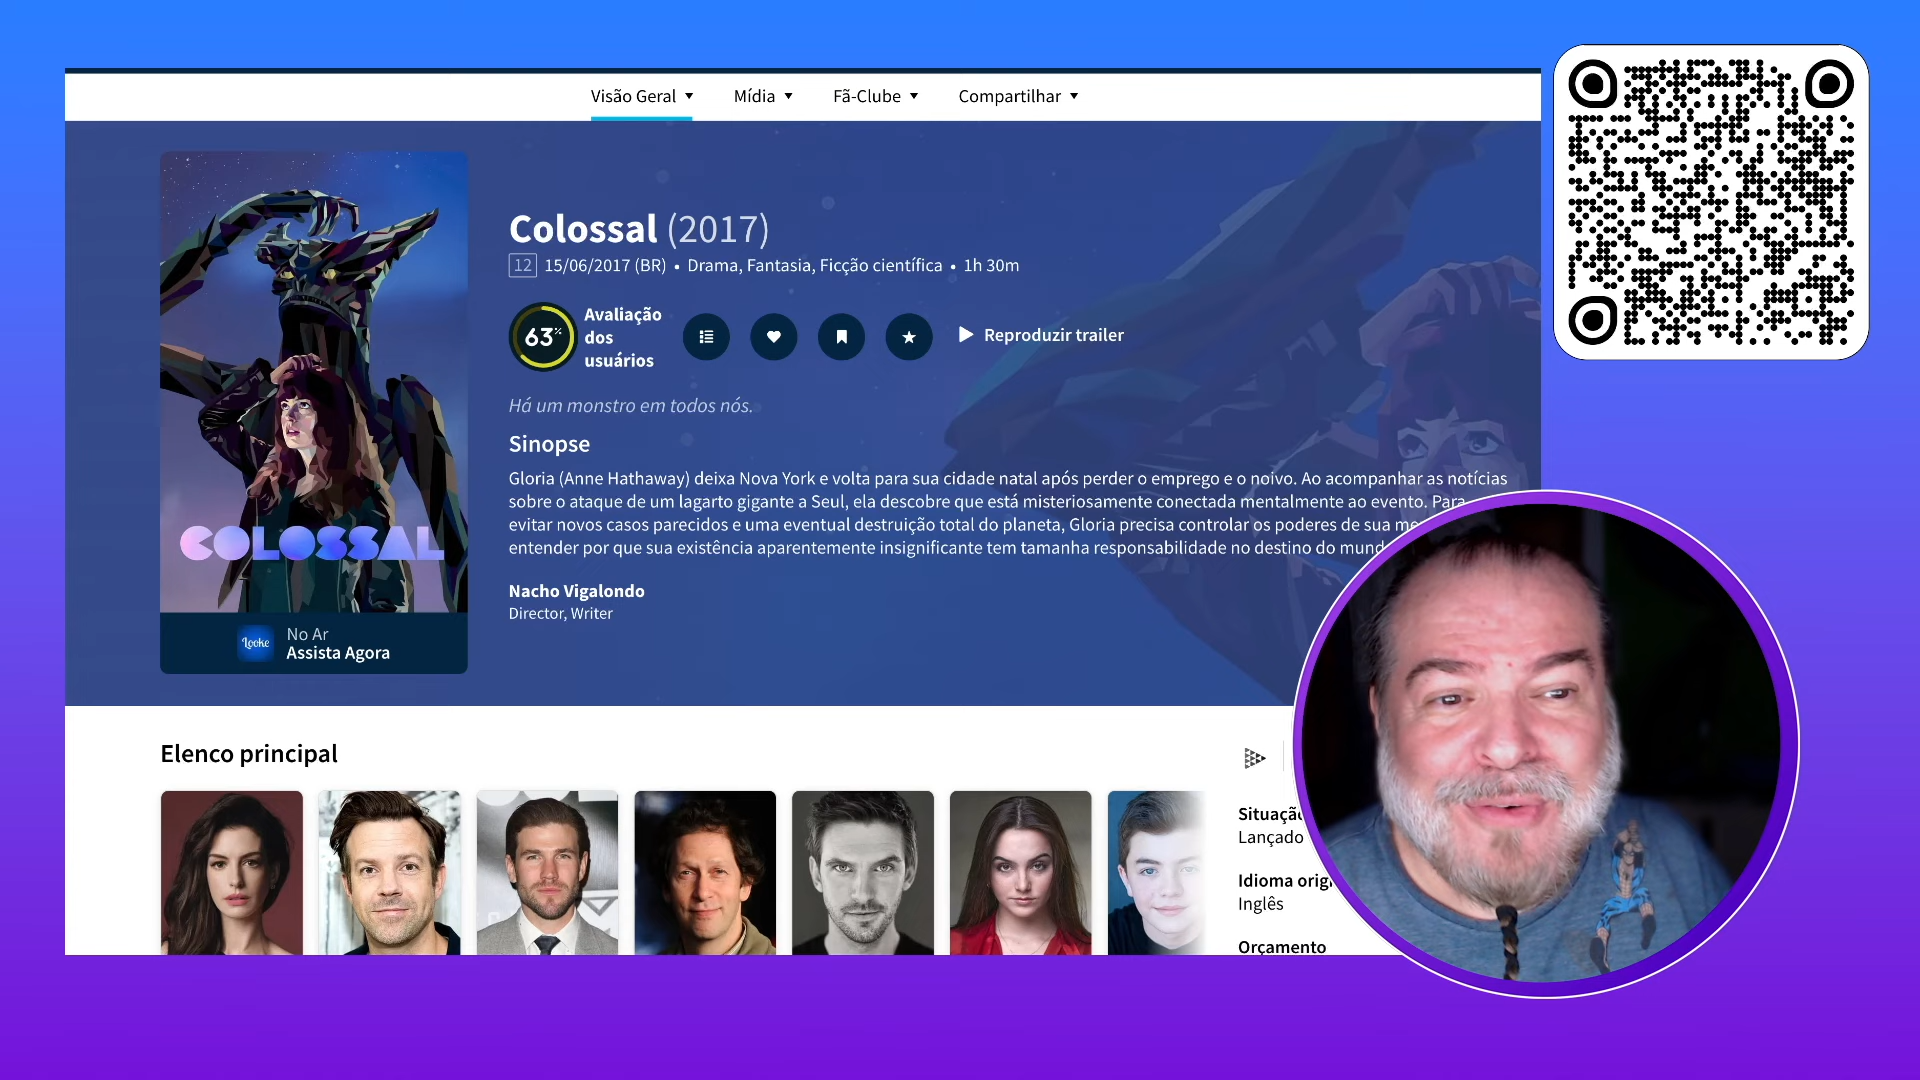 Visão Geral
Mídia
Fã-Clube
Compartilhar
Colossal (2017)
12 15/06/2017 (BR) • Drama, Fantasia, Ficção científica • 1h 30m
63%
Avaliação
dos
usuários
Reproduzir trailer
Há um monstro em todos nós.
Sinopse
Gloria (Anne Hathaway) deixa Nova York e volta para sua cidade natal após perder o emprego e o noivo. Ao acompanhar as notícias
sobre o ataque de um lagarto gigante a Seul, ela descobre que está misteriosamente conectada mentalmente ao evento. Para
evitar novos casos parecidos e uma eventual destruição total do planeta, Gloria precisa controlar os poderes de sua
entender por que sua existência aparentemente insignificante tem tamanha responsabilidade no destino do
Nacho Vigalondo
Director, Writer
COLOSSAL
Looke
No Ar
Assista Agora
Elenco principal
Lançado
Idioma
Inglês
Orçamento